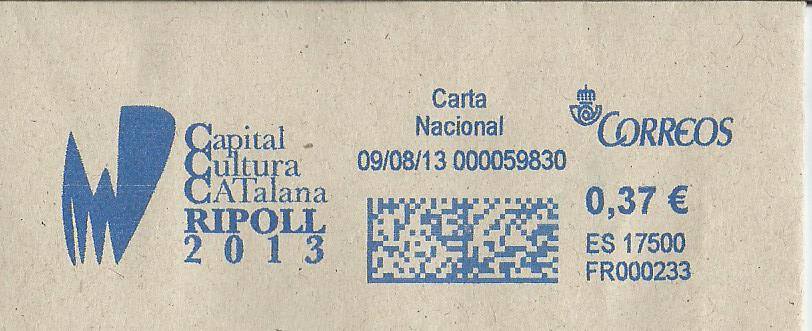 Capital
Cultura
CATalana
RIPOLL
2013
Carta
Nacional
09/08/13 000059830
CORREOS
0,37 €
ES 17500
FR000233